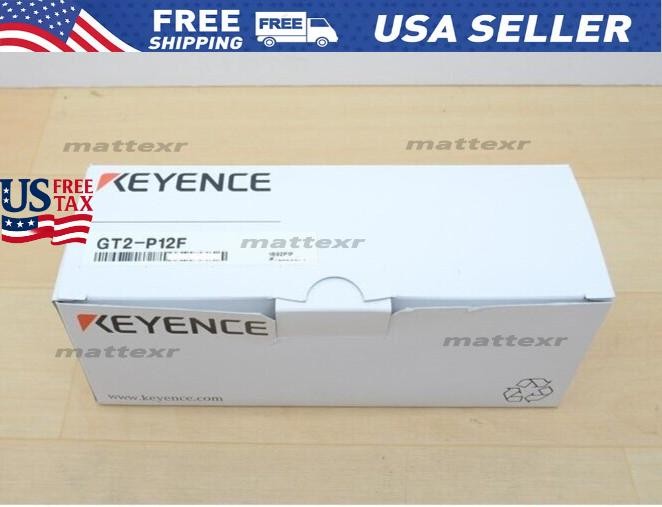 FREE
SHIPPING
FREE
USA SELLER
mattexr
mattexr
KEYENCE
US FREE
TAX
GT2-P12F
mattexr
KEYENCE
mattexr
mattexr
www.keyence.com